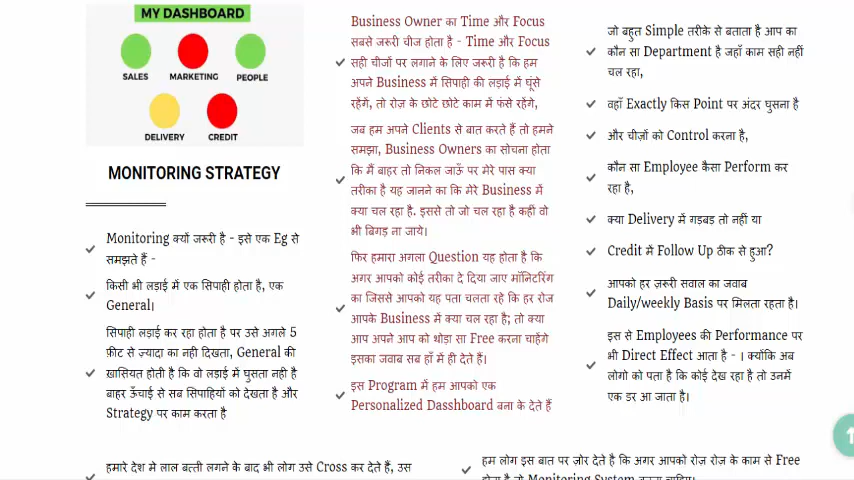 MY DASHBOARD
SALES
MARKETING
PEOPLE
DELIVERY
CREDIT
MONITORING STRATEGY
Monitoring क्यों जरूरी है - इसे एक Eg से
समझते हैं -
किसी भी लड़ाई में एक सिपाही होता है, एक
General।
सिपाही लड़ाई कर रहा होता है पर उसे अगले 5
फ़ीट से ज़्यादा का नही दिखता, General की
ख़ासियत होती है कि वो लड़ाई में घुसता नही है
बाहर ऊँचाई से सब सिपाहियों को देखता है और
Strategy पर काम करता है
Business Owner का Time और Focus
सबसे जरूरी चीज होता है - Time और Focus
सही चीजों पर लगाने के लिए जरूरी है कि हम
अपने Business में सिपाही की लड़ाई में घूंसे
रहेंगें, तो रोज़ के छोटे छोटे काम में फंसे रहेंगे,
जब हम अपने Clients से बात करते हैं तो हमने
समझा, Business Owners का सोचना होता
कि मैं बाहर तो निकल जाऊँ पर मेरे पास क्या
तरीका है यह जानने का कि मेरे Business में
क्या चल रहा है. इससे तो जो चल रहा है कहीं वो
भी बिगड़ ना जाये।
फिर हमारा अगला Question यह होता है कि
अगर आपको कोई तरीका दे दिया जाए मॉनिटरिंग
का जिससे आपको यह पता चलता रहे कि हर रोज
आपके Business में क्या चल रहा है; तो क्या
आप अपने आप को थोड़ा सा Free करना चाहेंगे
इसका जवाब सब हाँ में ही देते हैं।
इस Program में हम आपको एक
Personalized Dasshboard बना के देते हैं
जो बहुत Simple तरीके से बताता है आप का
कौन सा Department है जहाँ काम सही नहीं
चल रहा,
वहाँ Exactly किस Point पर अंदर घुसना है
और चीज़ों को Control करना है,
कौन सा Employee कैसा Perform कर
रहा है,
क्या Delivery में गड़बड़ तो नहीं या
Credit में Follow Up ठीक से हुआ?
आपको हर ज़रूरी सवाल का जवाब
Daily/weekly Basis पर मिलता रहता है।
इस से Employees की Performance पर
भी Direct Effect आता है - । क्योंकि अब
लोगो को पता है कि कोई देख रहा है तो उनमें
एक डर आ जाता है।
हमारे देश मे लाल बत्ती लगने के बाद भी लोग उसे Cross कर देते हैं, उस
हम लोग इस बात पर ज़ोर देते है कि अगर आपको रोज़ रोज़ के काम से Free
होना है तो Monitoring System